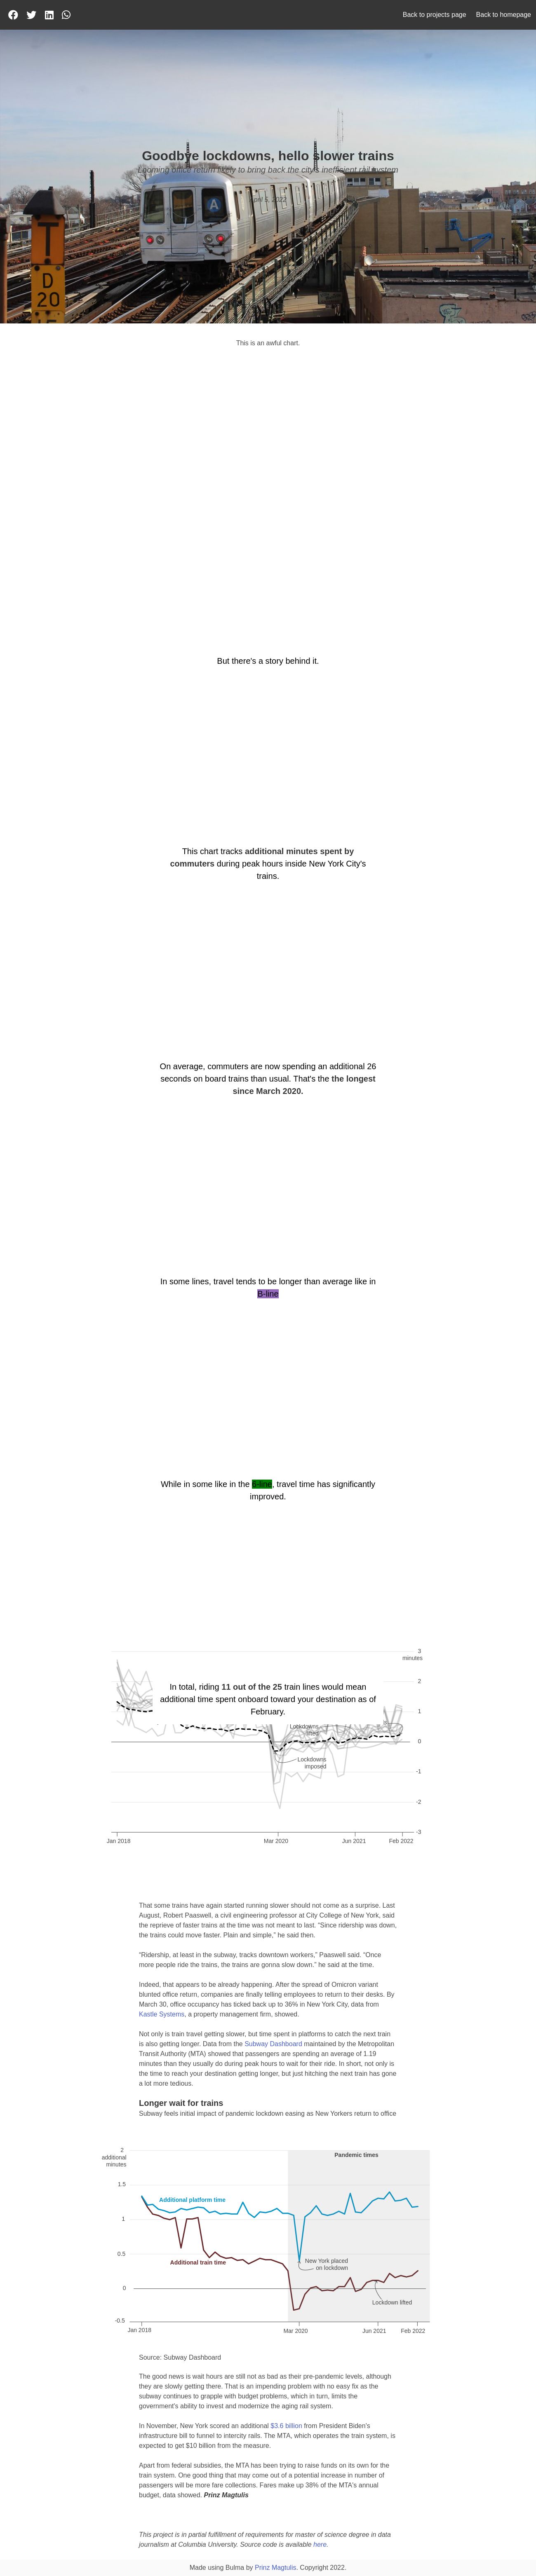 Back to projects page Back to homepage
Goodbye lockdowns, hello slower trains
Looming office return likely to bring back the city's inefficient rail system
April 5, 2022
A
T
D
20
This is an awful chart.
But there's a story behind it.
This chart tracks additional minutes spent by
commuters during peak hours inside New York City's
trains.
On average, commuters are now spending an additional 26
seconds on board trains than usual. That's the the longest
since March 2020.
In some lines, travel tends to be longer than average like in
B-line
While in some like in the 6-line, travel time has significantly
improved.
3
minutes
2
In total, riding 11 out of the 25 train lines would mean
additional time spent onboard toward your destination as of
February.
1
Lockdowns
lifted
0
Lockdowns
imposed
-1
-2
-3
Jan 2018
Mar 2020
Jun 2021
Feb 2022
That some trains have again started running slower should not come as a surprise. Last
August, Robert Paaswell, a civil engineering professor at City College of New York, said
the reprieve of faster trains at the time was not meant to last. “Since ridership was down,
the trains could move faster. Plain and simple,” he said then.
“Ridership, at least in the subway, tracks downtown workers,” Paaswell said. “Once
more people ride the trains, the trains are gonna slow down.” he said at the time.
Indeed, that appears to be already happening. After the spread of Omicron variant
blunted office return, companies are finally telling employees to return to their desks. By
March 30, office occupancy has ticked back up to 36% in New York City, data from
Kastle Systems, a property management firm, showed.
Not only is train travel getting slower, but time spent in platforms to catch the next train
is also getting longer. Data from the Subway Dashboard maintained by the Metropolitan
Transit Authority (MTA) showed that passengers are spending an average of 1.19
minutes than they usually do during peak hours to wait for their ride. In short, not only is
the time to reach your destination getting longer, but just hitching the next train has gone
a lot more tedious.
Longer wait for trains
Subway feels initial impact of pandemic lockdown easing as New Yorkers return to office
2
additional
minutes
Pandemic times
1.5
Additional platform time
1
0.5
Additional train time
New York placed
on lockdown
0
Lockdown lifted
-0.5
Jan 2018
Mar 2020
Jun 2021
Feb 2022
Source: Subway Dashboard
The good news is wait hours are still not as bad as their pre-pandemic levels, although
they are slowly getting there. That is an impending problem with no easy fix as the
subway continues to grapple with budget problems, which in turn, limits the
government's ability to invest and modernize the aging rail system.
In November, New York scored an additional $3.6 billion from President Biden's
infrastructure bill to funnel to intercity rails. The MTA, which operates the train system, is
expected to get $10 billion from the measure.
Apart from federal subsidies, the MTA has been trying to raise funds on its own for the
train system. One good thing that may come out of a potential increase in number of
passengers will be more fare collections. Fares make up 38% of the MTA's annual
budget, data showed. Prinz Magtulis
This project is in partial fulfillment of requirements for master of science degree in data
journalism at Columbia University. Source code is available here.
Made using Bulma by Prinz Magtulis. Copyright 2022.